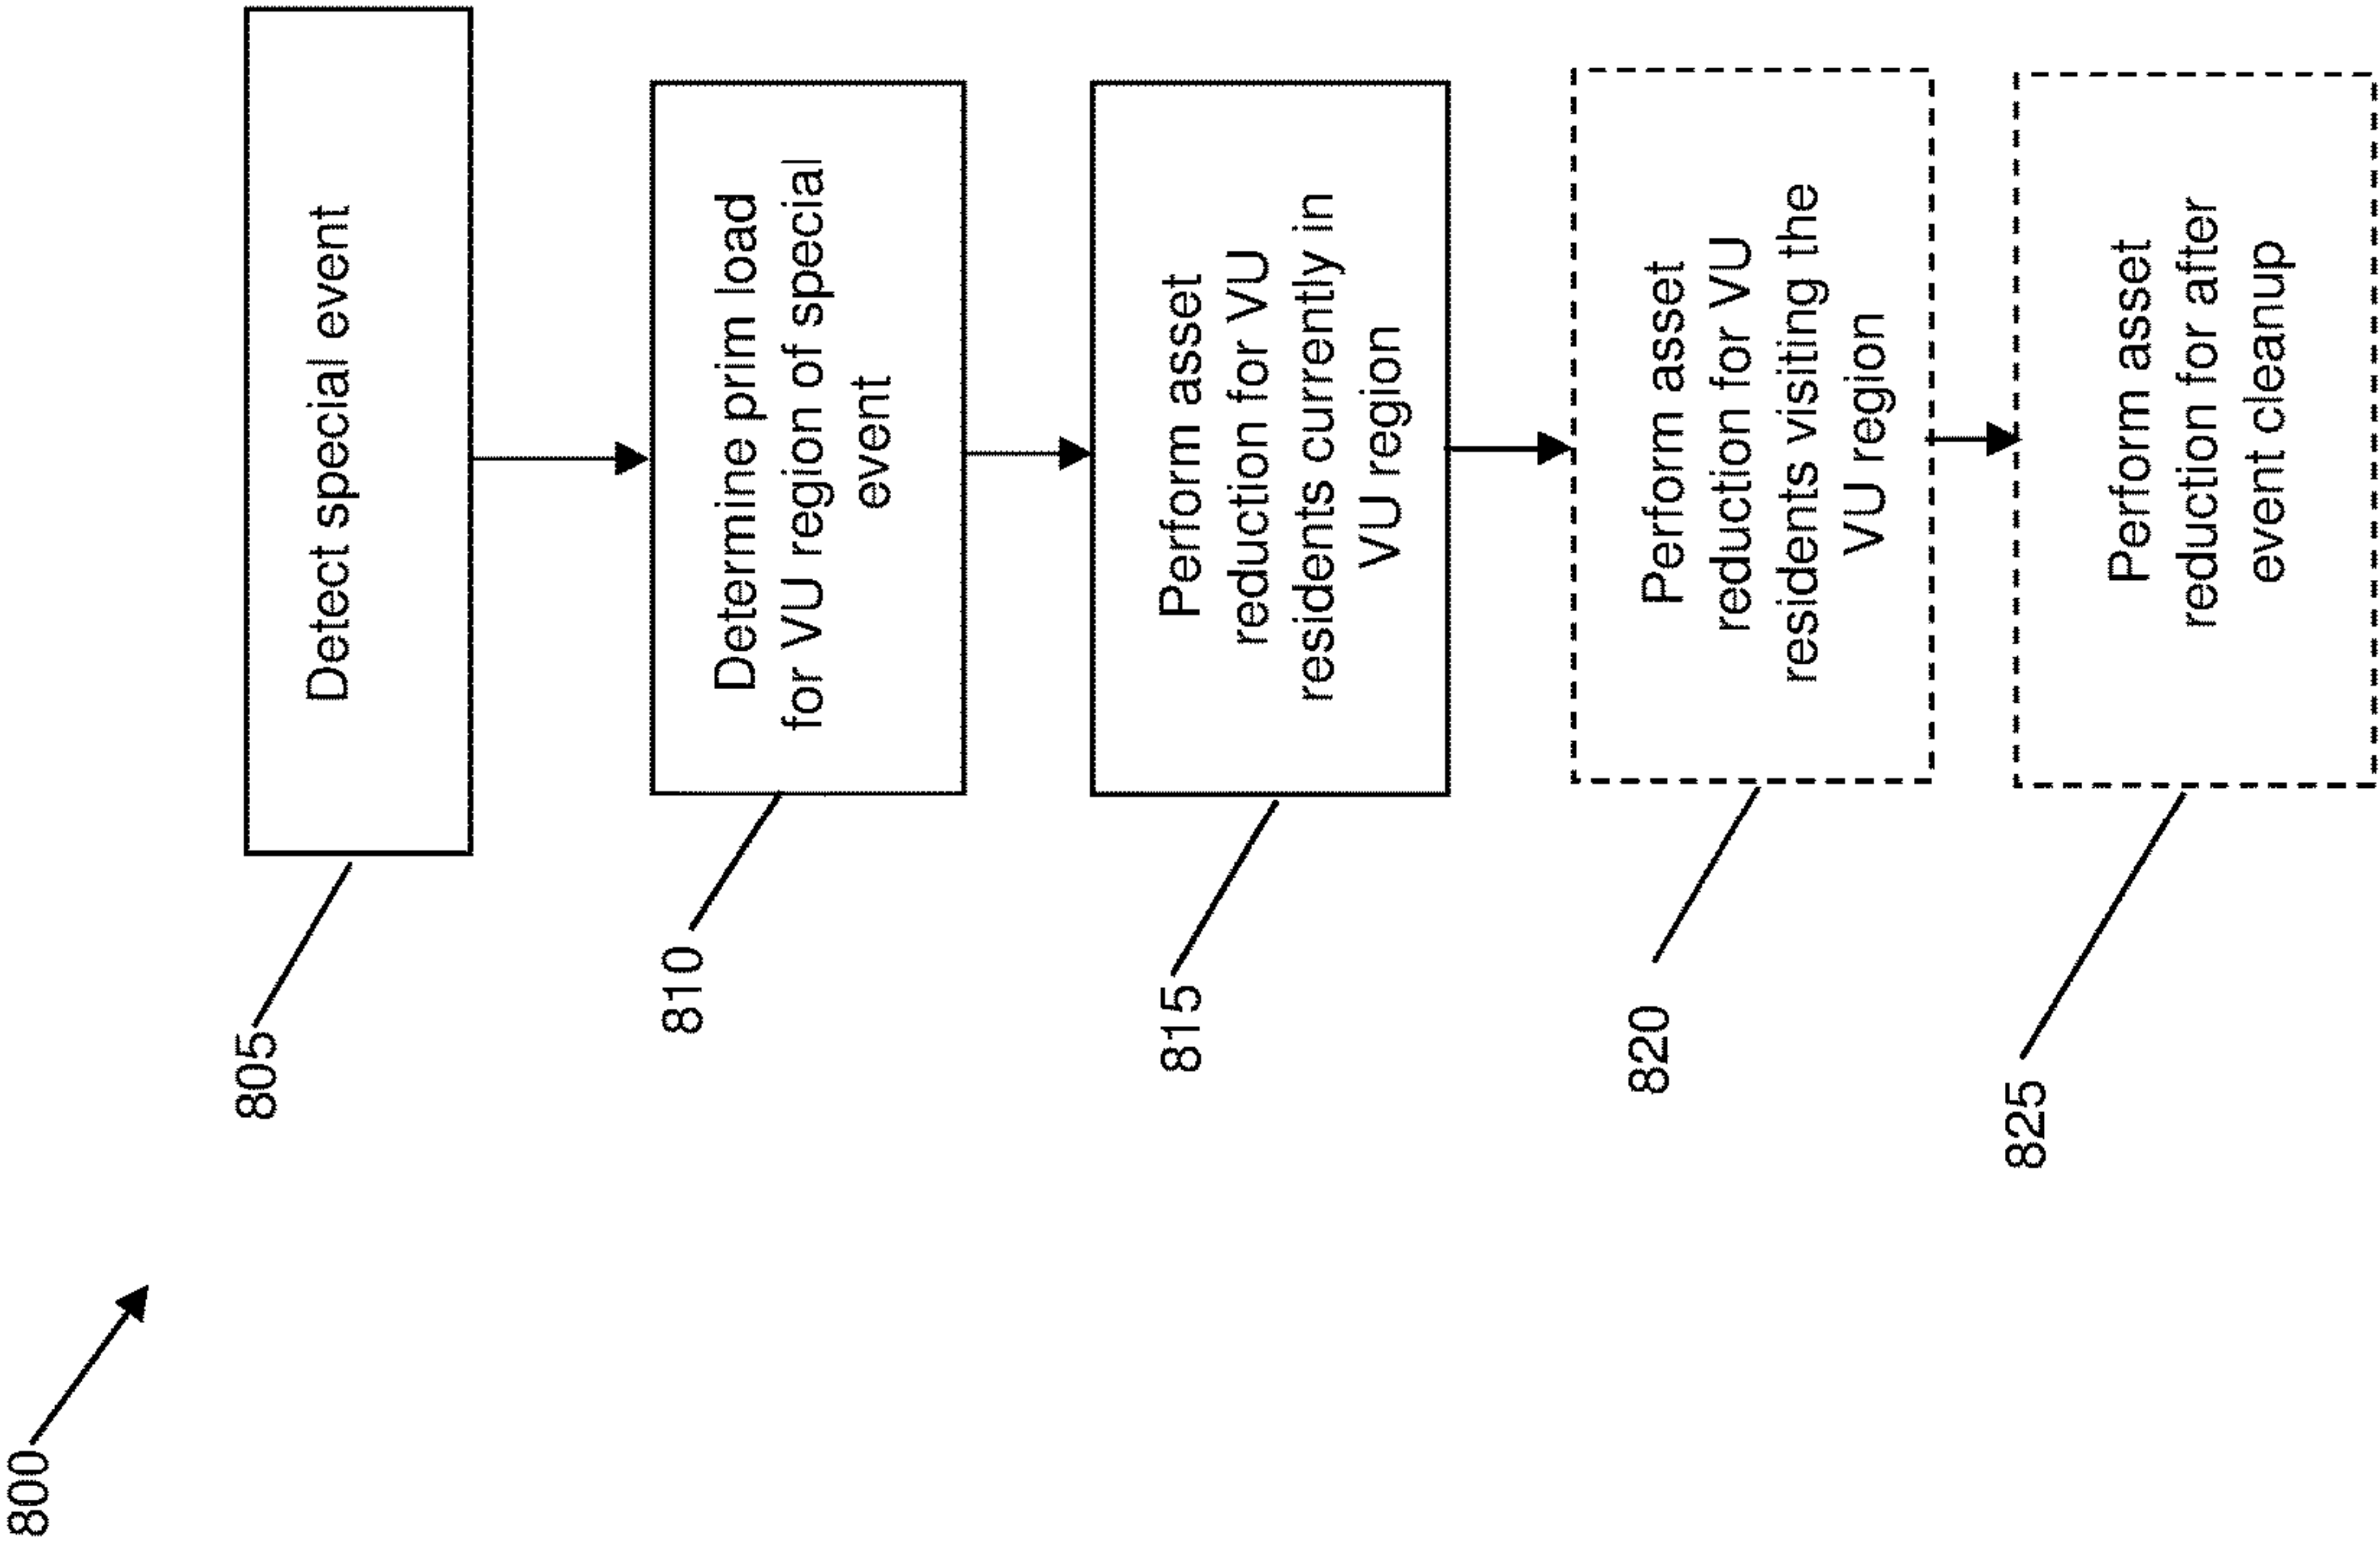 800
805
Detect special event
810
Determine prim load
for VU region of special
event
815
Perform asset
reduction for VU
residents currently in
VU region
820
Perform asset
reduction for VU
residents visiting the
VU region
825
Perform asset
reduction for after
event cleanup